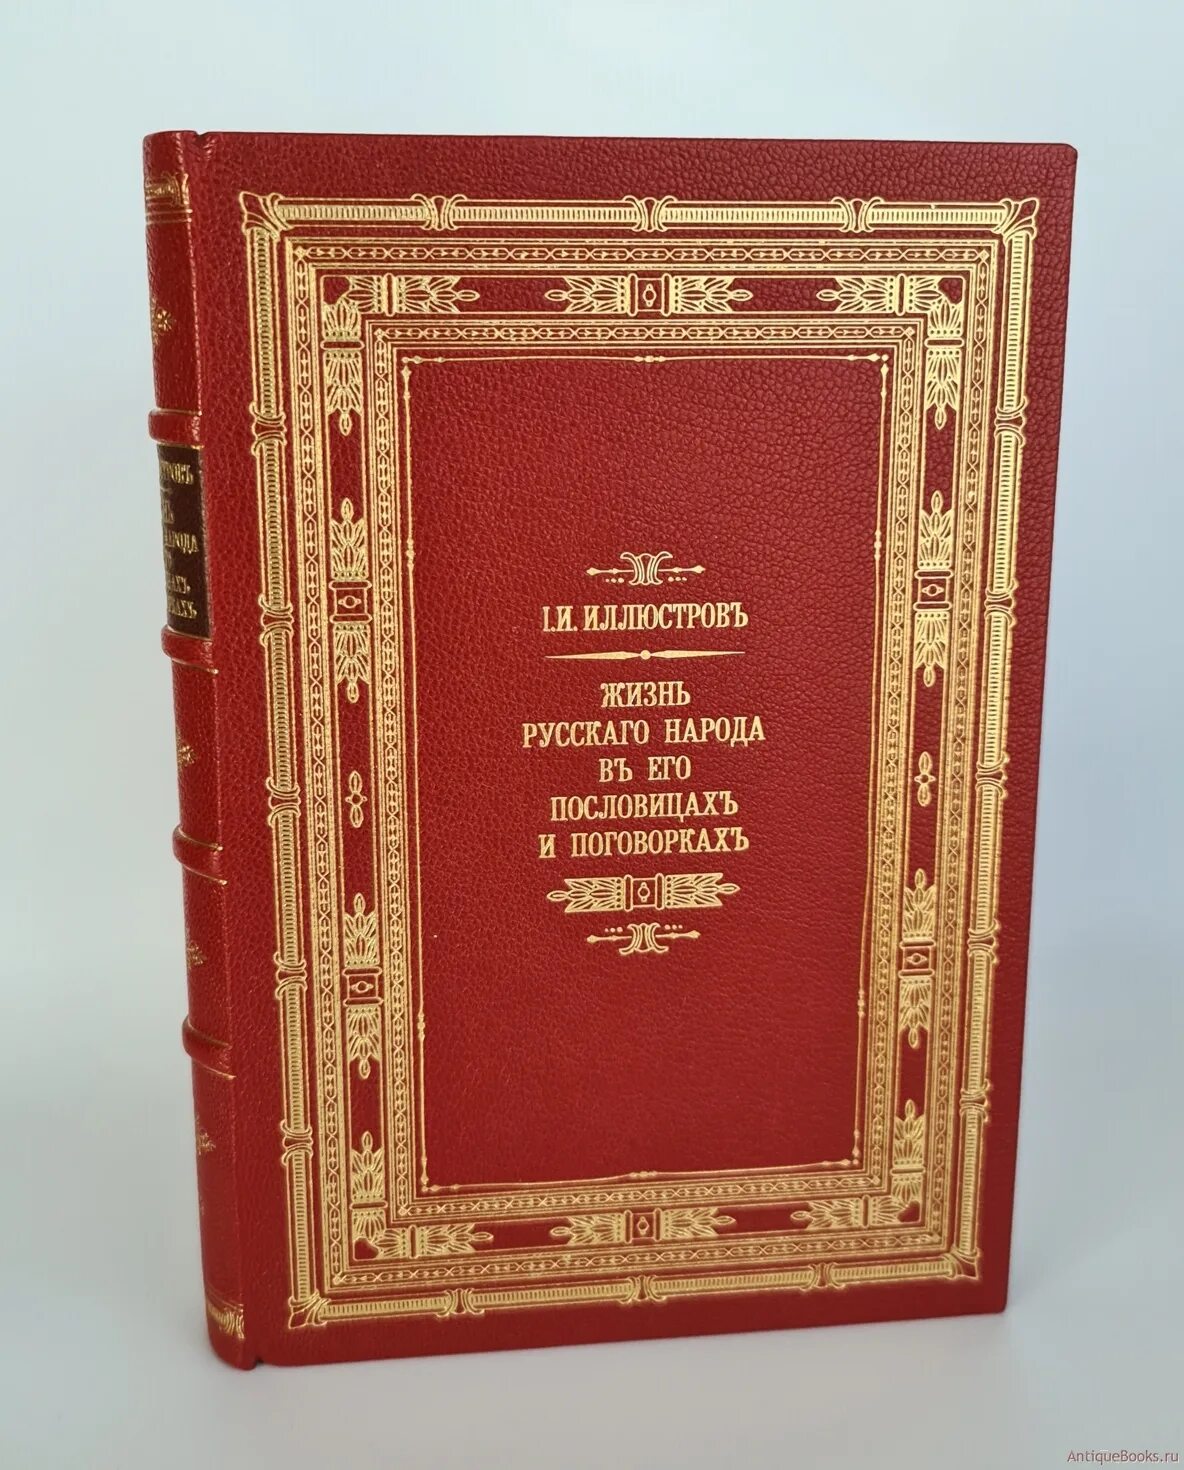 І.И. ИЛЛЮСТРОВЪ
ЖИЗНЬ
РУССКАГО НАРОДА
ВЪ ЕГО
ПОСЛОВИЦАХЪ
И ПОГОВОРКАХЪ
AntiqueBooks.ru